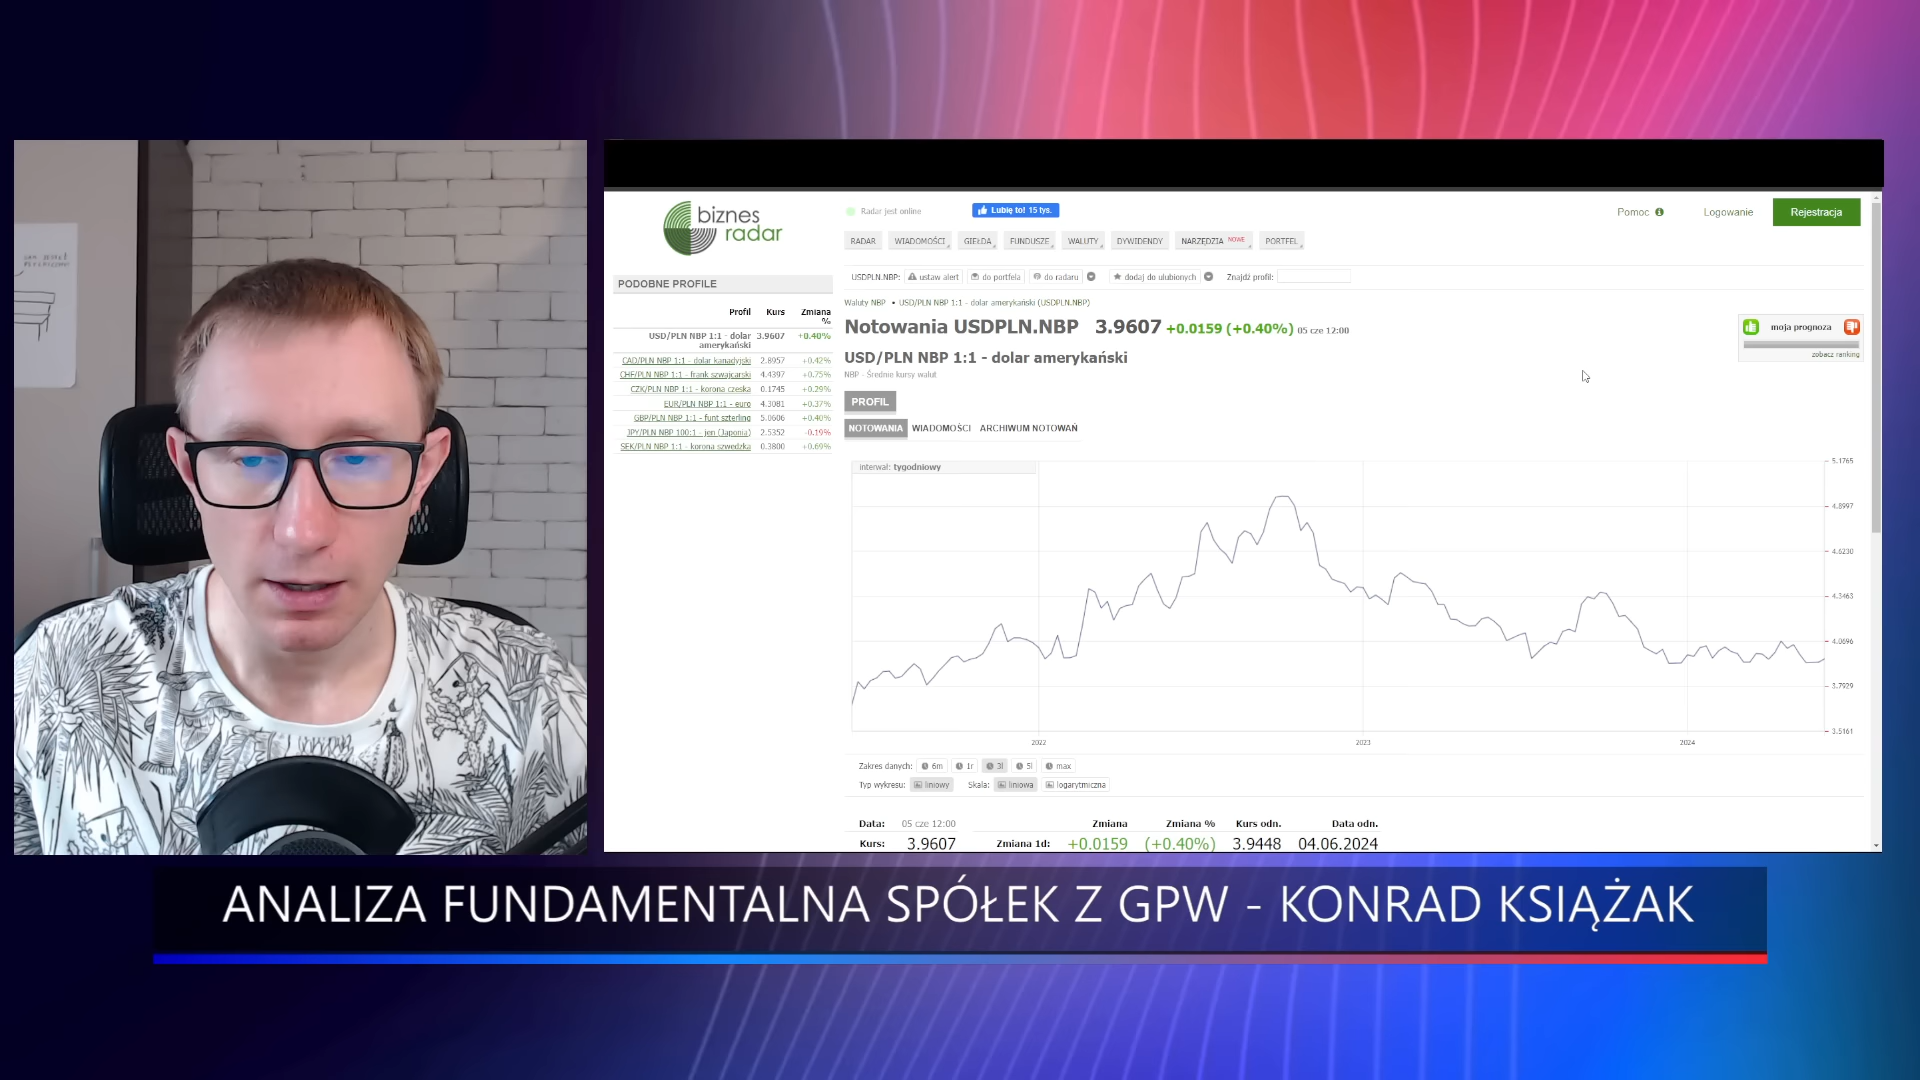 biznes
radar
Radar jest online
Lubię to! 15 tys.
Pomoc
Logowanie
Rejestracja
RADAR
WIADOMOŚCI
GIEŁDA
FUNDUSZE
WALUTY
DYWIDENDY
NARZĘDZIA NOWE
PORTFEL
USDPLN.NBP:
ustaw alert
do portfela
do radaru
dodaj do ulubionych
Znajdź profil:
PODOBNE PROFILE
Profil Kurs Zmiana %
USD/PLN NBP 1:1 - dolar amerykański 3.9607 +0.40%
CAD/PLN NBP 1:1 - dolar kanadyjski 2.8957 +0.42%
CHF/PLN NBP 1:1 - frank szwajcarski 4.4397 +0.75%
CZK/PLN NBP 1:1 - korona czeska 0.1745 +0.29%
EUR/PLN NBP 1:1 - euro 4.3081 +0.37%
GBP/PLN NBP 1:1 - funt szterling 5.0606 +0.40%
JPY/PLN NBP 100:1 - jen (Japonia) 2.5352 -0.19%
SEK/PLN NBP 1:1 - korona szwedzka 0.3800 +0.69%
Waluty NBP • USD/PLN NBP 1:1 - dolar amerykański (USDPLN.NBP)
Notowania USDPLN.NBP 3.9607 +0.0159 (+0.40%) 05 cze 12:00
moja prognoza
zobacz ranking
USD/PLN NBP 1:1 - dolar amerykański
NBP - Średnie kursy walut
PROFIL
NOTOWANIA WIADOMOŚCI ARCHIWUM NOTOWAŃ
interwał: tygodniowy
5.1765
4.8997
4.6230
4.3463
4.0696
3.7929
3.5161
2022 2023 2024
Zakres danych: 6m 1r 3l 5l max
Typ wykresu: liniowy Skala: liniowa logarytmiczna
Data: 05 cze 12:00 Zmiana Zmiana % Kurs odn. Data odn.
Kurs: 3.9607 Zmiana 1d: +0.0159 (+0.40%) 3.9448 04.06.2024
ANALIZA FUNDAMENTALNA SPÓŁEK Z GPW - KONRAD KSIĄŻAK